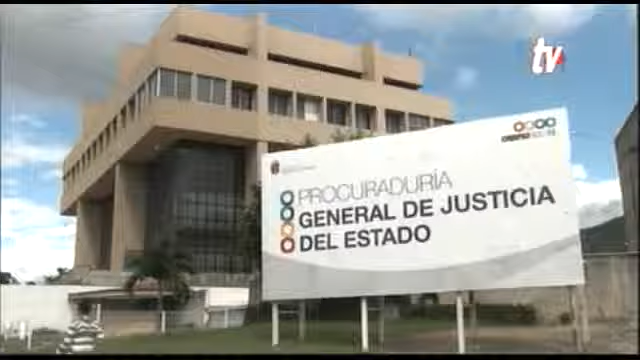 tv
PROCURADURÍA
GENERAL DE JUSTICIA
DEL ESTADO